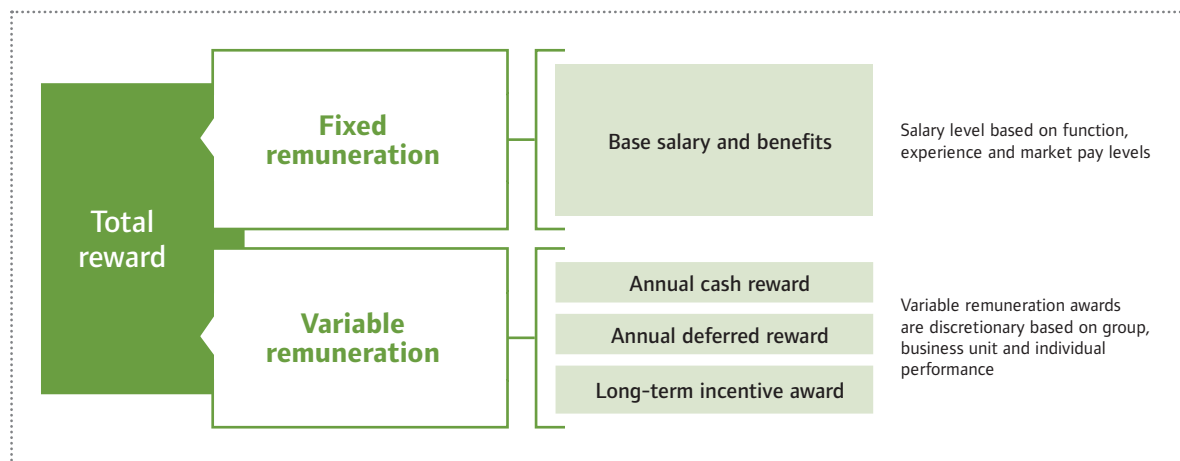 Total
reward
Fixed
remuneration
Base salary and benefits
Salary level based on function,
experience and market pay levels
Variable
remuneration
Annual cash reward
Annual deferred reward
Long-term incentive award
Variable remuneration awards
are discretionary based on group,
business unit and individual
performance